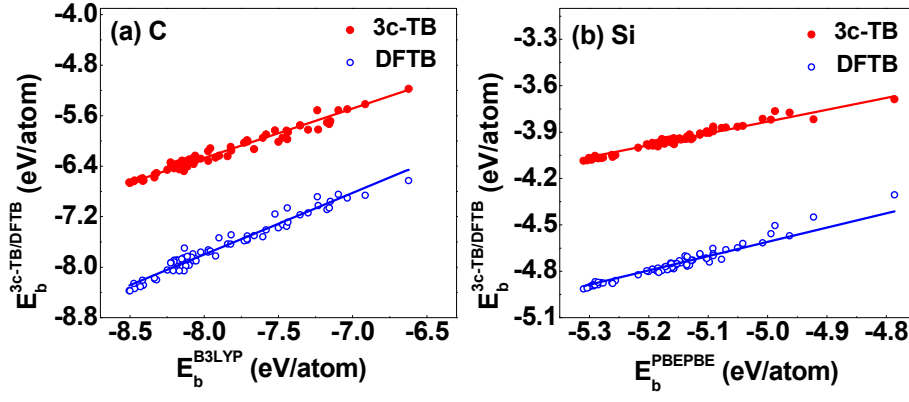 (a) C
3c-TB
DFTB
-4.0
-4.8
-5.6
-6.4
-7.2
-8.0
-8.8
E_b^3c-TB/DFTB (eV/atom)
-8.5 -8.0 -7.5 -7.0 -6.5
E_b^B3LYP (eV/atom)
(b) Si
3c-TB
DFTB
-3.3
-3.6
-3.9
-4.2
-4.5
-4.8
-5.1
E_b^3c-TB/DFTB (eV/atom)
-5.3 -5.2 -5.1 -5.0 -4.9 -4.8
E_b^PBEPBE (eV/atom)